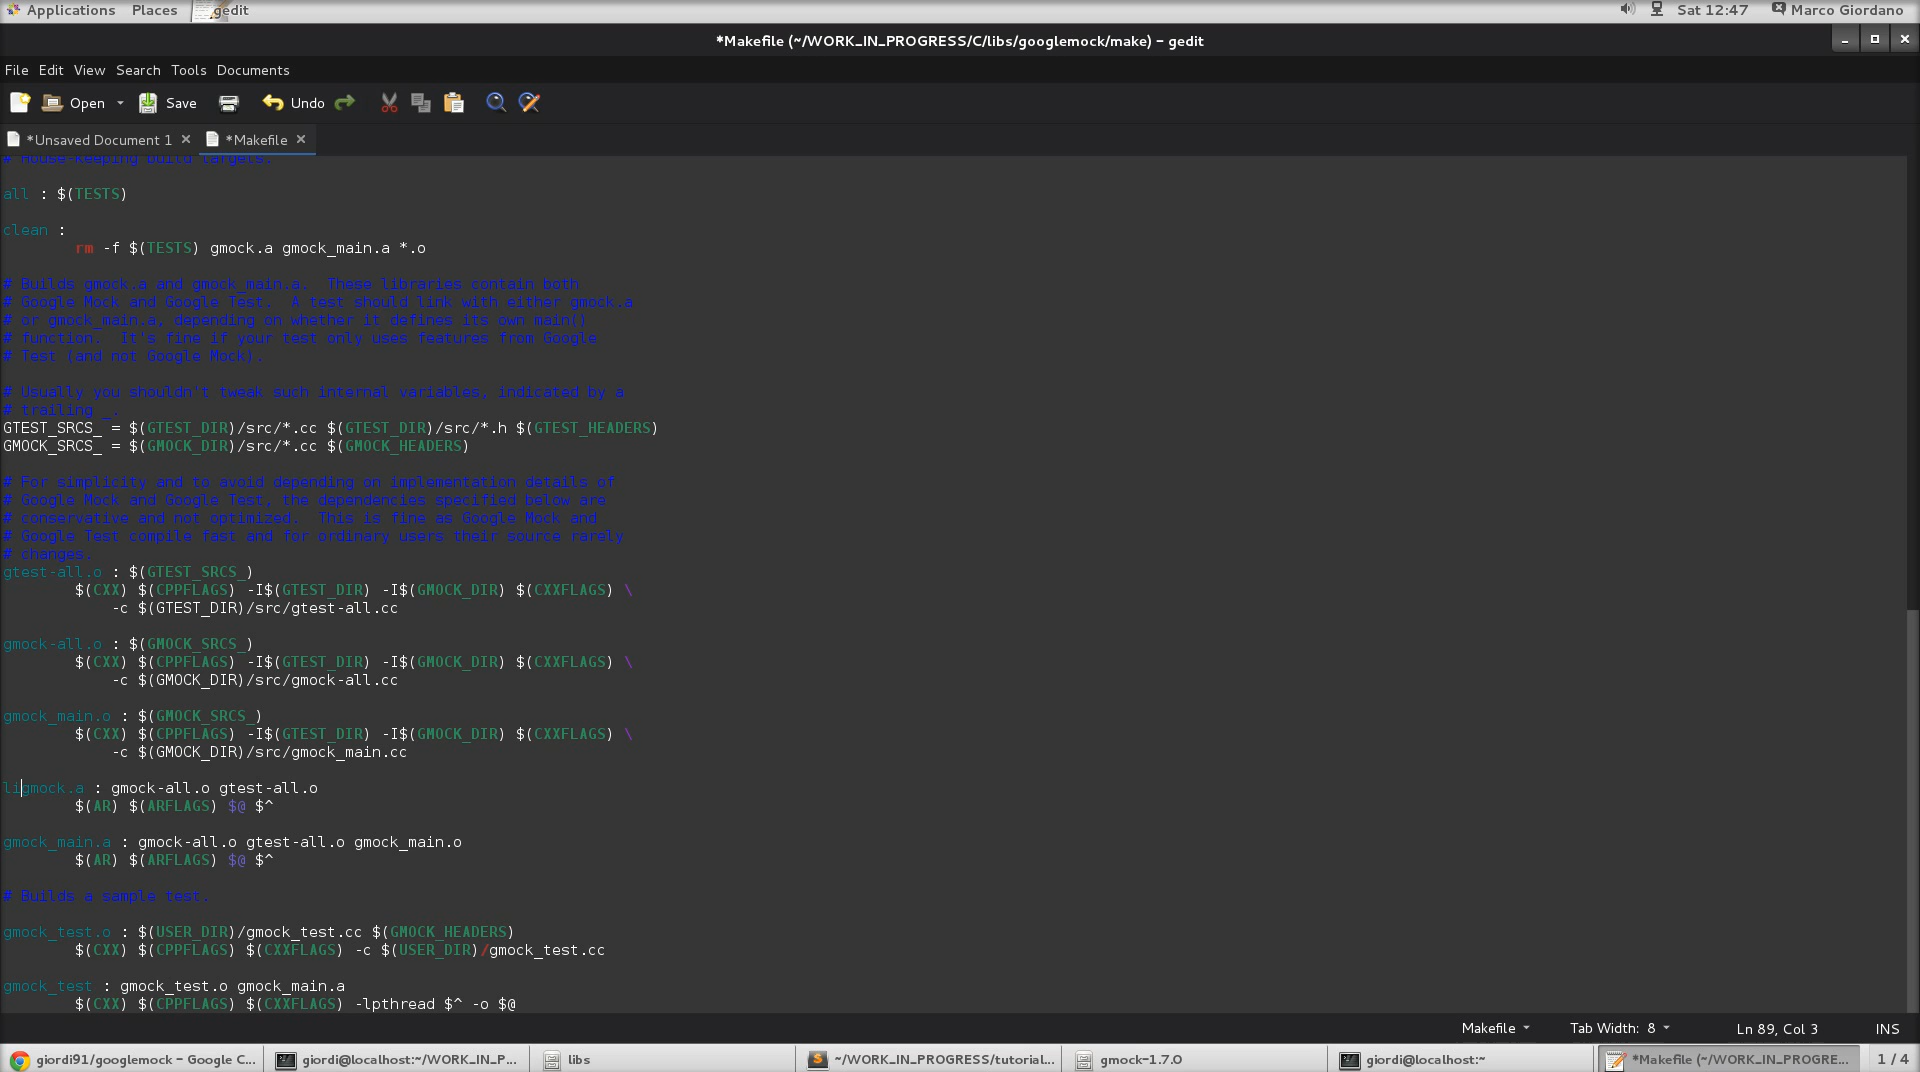 Applications Places gedit Sat 12:47 Marco Giordano
*Makefile (~/WORK_IN_PROGRESS/C/libs/googlemock/make) - gedit
File Edit View Search Tools Documents
Open Save Undo
*Unsaved Document 1 *Makefile
# House-keeping build targets.
all : $(TESTS)
clean :
rm -f $(TESTS) gmock.a gmock_main.a *.o
# Builds gmock.a and gmock_main.a.  These libraries contain both
# Google Mock and Google Test.  A test should link with either gmock.a
# or gmock_main.a, depending on whether it defines its own main()
# function.  It's fine if your test only uses features from Google
# Test (and not Google Mock).
# Usually you shouldn't tweak such internal variables, indicated by a
# trailing _.
GTEST_SRCS_ = $(GTEST_DIR)/src/*.cc $(GTEST_DIR)/src/*.h $(GTEST_HEADERS)
GMOCK_SRCS_ = $(GMOCK_DIR)/src/*.cc $(GMOCK_HEADERS)
# For simplicity and to avoid depending on implementation details of
# Google Mock and Google Test, the dependencies specified below are
# conservative and not optimized.  This is fine as Google Mock and
# Google Test compile fast and for ordinary users their source rarely
# changes.
gtest-all.o : $(GTEST_SRCS_)
$(CXX) $(CPPFLAGS) -I$(GTEST_DIR) -I$(GMOCK_DIR) $(CXXFLAGS) \
-c $(GTEST_DIR)/src/gtest-all.cc
gmock-all.o : $(GMOCK_SRCS_)
$(CXX) $(CPPFLAGS) -I$(GTEST_DIR) -I$(GMOCK_DIR) $(CXXFLAGS) \
-c $(GMOCK_DIR)/src/gmock-all.cc
gmock_main.o : $(GMOCK_SRCS_)
$(CXX) $(CPPFLAGS) -I$(GTEST_DIR) -I$(GMOCK_DIR) $(CXXFLAGS) \
-c $(GMOCK_DIR)/src/gmock_main.cc
ligmock.a : gmock-all.o gtest-all.o
$(AR) $(ARFLAGS) $@ $^
gmock_main.a : gmock-all.o gtest-all.o gmock_main.o
$(AR) $(ARFLAGS) $@ $^
# Builds a sample test.
gmock_test.o : $(USER_DIR)/gmock_test.cc $(GMOCK_HEADERS)
$(CXX) $(CPPFLAGS) $(CXXFLAGS) -c $(USER_DIR)/gmock_test.cc
gmock_test : gmock_test.o gmock_main.a
$(CXX) $(CPPFLAGS) $(CXXFLAGS) -lpthread $^ -o $@
Makefile Tab Width: 8 Ln 89, Col 3 INS
giordi91/googlemock - Google C... giordi@localhost:~/WORK_IN_P... libs ~/WORK_IN_PROGRESS/tutorial... gmock-1.7.0 giordi@localhost:~ *Makefile (~/WORK_IN_PROGRE... 1 / 4